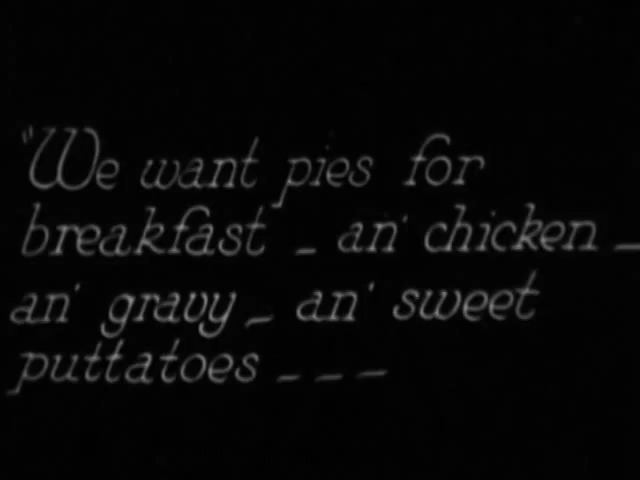 "We want pies for
breakfast - an' chicken -
an' gravy - an' sweet
puttatoes - - -